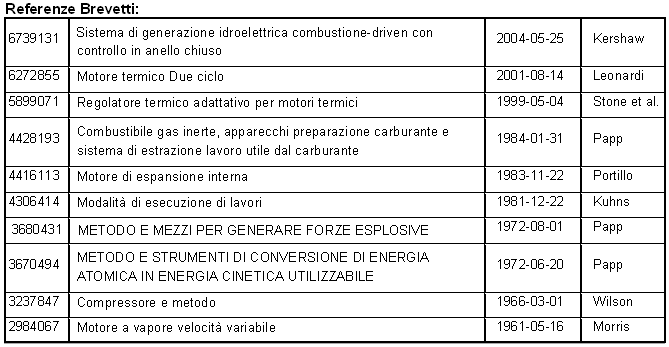 Referenze Brevetti:
6739131 Sistema di generazione idroelettrica combustione-driven con
controllo in anello chiuso 2004-05-25 Kershaw
6272855 Motore termico Due ciclo 2001-08-14 Leonardi
5899071 Regolatore termico adattativo per motori termici 1999-05-04 Stone et al.
4428193 Combustibile gas inerte, apparecchi preparazione carburante e
sistema di estrazione lavoro utile dal carburante 1984-01-31 Papp
4416113 Motore di espansione interna 1983-11-22 Portillo
4306414 Modalità di esecuzione di lavori 1981-12-22 Kuhns
3680431 METODO E MEZZI PER GENERARE FORZE ESPLOSIVE 1972-08-01 Papp
3670494 METODO E STRUMENTI DI CONVERSIONE DI ENERGIA
ATOMICA IN ENERGIA CINETICA UTILIZZABILE 1972-06-20 Papp
3237847 Compressore e metodo 1966-03-01 Wilson
2984067 Motore a vapore velocità variabile 1961-05-16 Morris